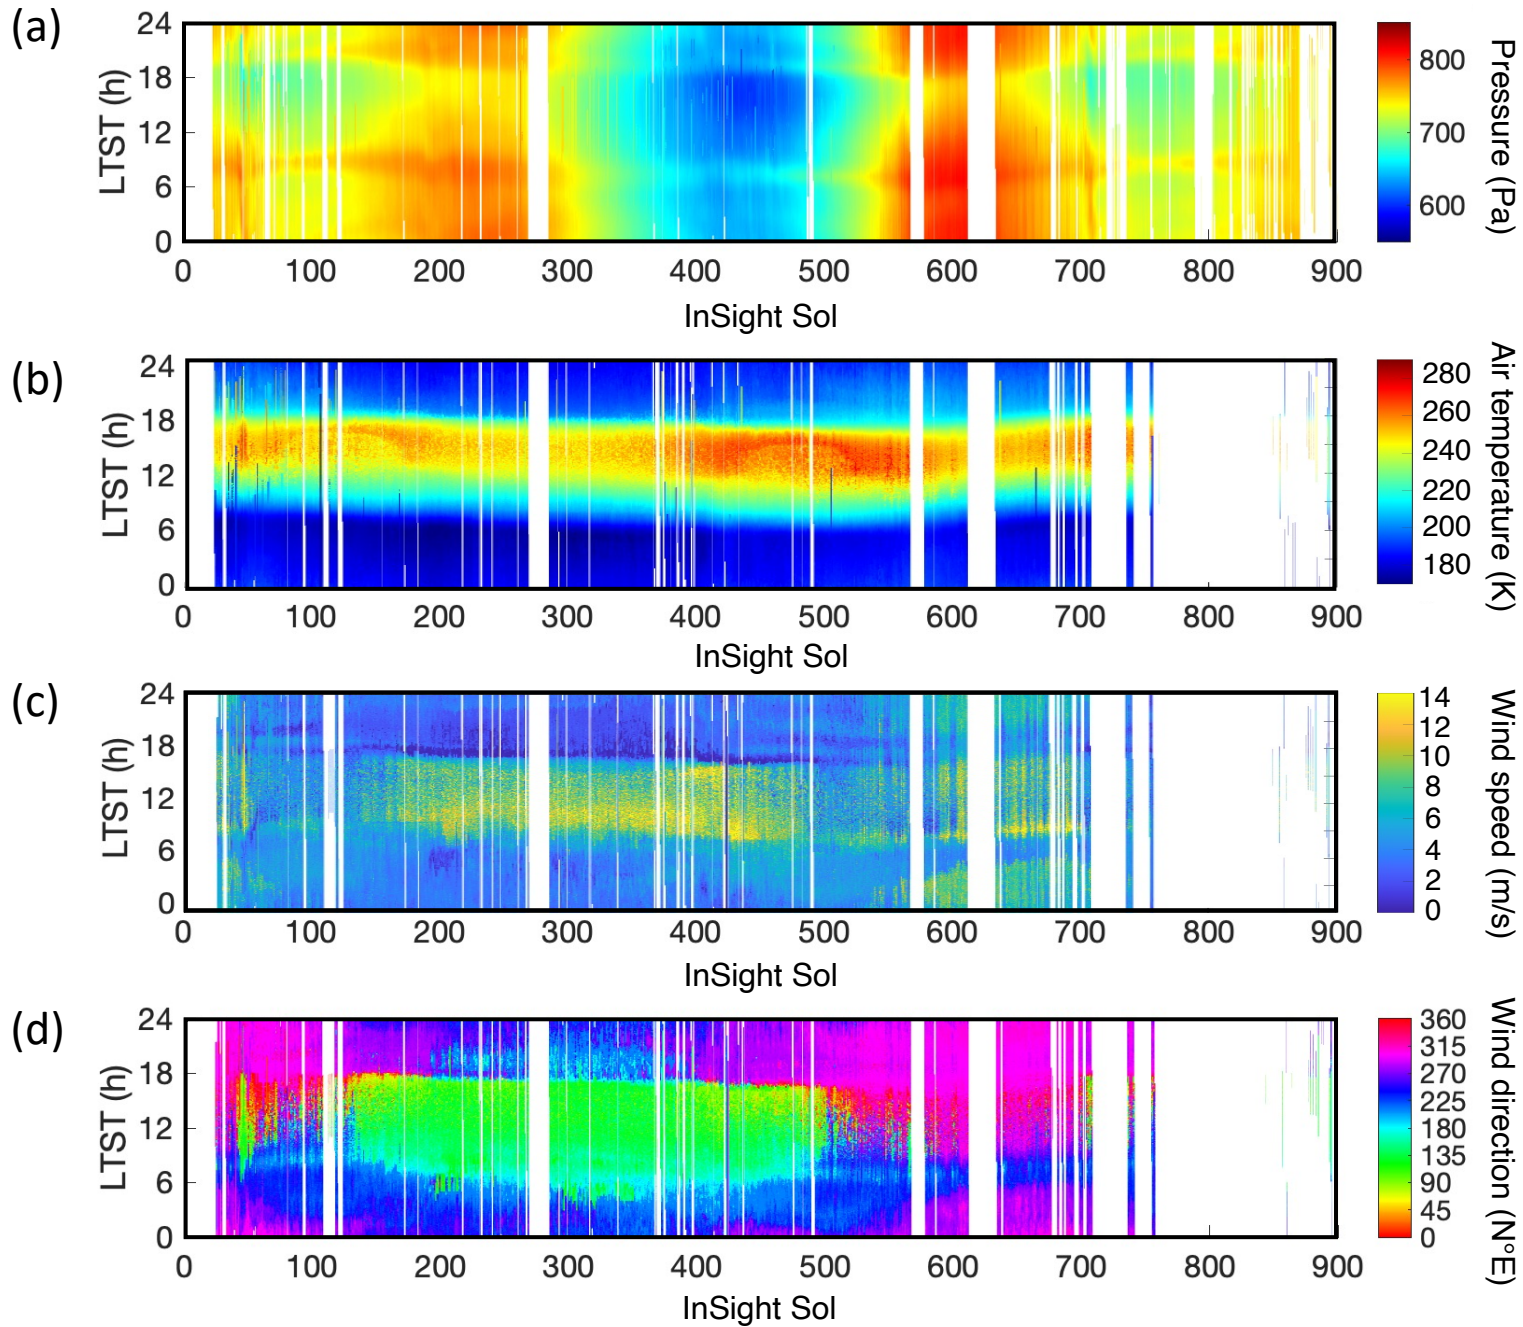 (a)
LTST (h)
24
18
12
6
0
0 100 200 300 400 500 600 700 800 900
InSight Sol
800
700
600
Pressure (Pa)
(b)
LTST (h)
24
18
12
6
0
0 100 200 300 400 500 600 700 800 900
InSight Sol
280
260
240
220
200
180
Air temperature (K)
(c)
LTST (h)
24
18
12
6
0
0 100 200 300 400 500 600 700 800 900
InSight Sol
14
12
10
8
6
4
2
0
Wind speed (m/s)
(d)
LTST (h)
24
18
12
6
0
0 100 200 300 400 500 600 700 800 900
InSight Sol
360
315
270
225
180
135
90
45
0
Wind direction (N°E)